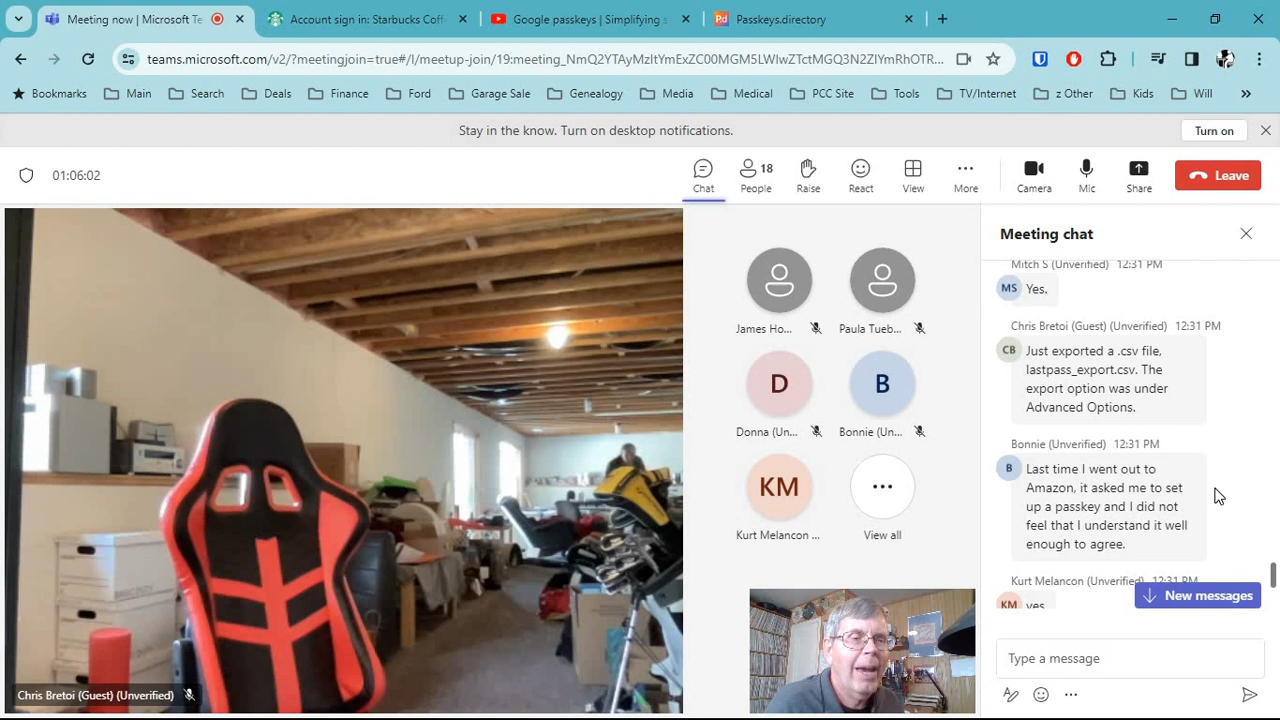 Meeting now | Microsoft Te
Account sign in: Starbucks Coff
Google passkeys | Simplifying s
Passkeys.directory
teams.microsoft.com/v2/?meetingjoin=true#/l/meetup-join/19:meeting_NmQ2YTAyMzItYmExZC00MGM5LWIwZTctMGQ3N2ZlYmRhOTR...
Bookmarks Main Search Deals Finance Ford Garage Sale Genealogy Media Medical PCC Site Tools TV/Internet z Other Kids Will »
Stay in the know. Turn on desktop notifications.
Turn on
01:06:02
Chat
18
People
Raise
React
View
More
Camera
Mic
Share
Leave
Chris Bretoi (Guest) (Unverified)
James Ho...
Paula Tueb...
D
Donna (Un...
B
Bonnie (Un...
KM
Kurt Melancon ...
View all
Meeting chat
Mitch S (Unverified) 12:31 PM
MS
Yes.
Chris Bretoi (Guest) (Unverified) 12:31 PM
CB
Just exported a .csv file,
lastpass_export.csv. The
export option was under
Advanced Options.
Bonnie (Unverified) 12:31 PM
B
Last time I went out to
Amazon, it asked me to set
up a passkey and I did not
feel that I understand it well
enough to agree.
Kurt Melancon (Unverified) 12:31 PM
KM
yes
New messages
Type a message